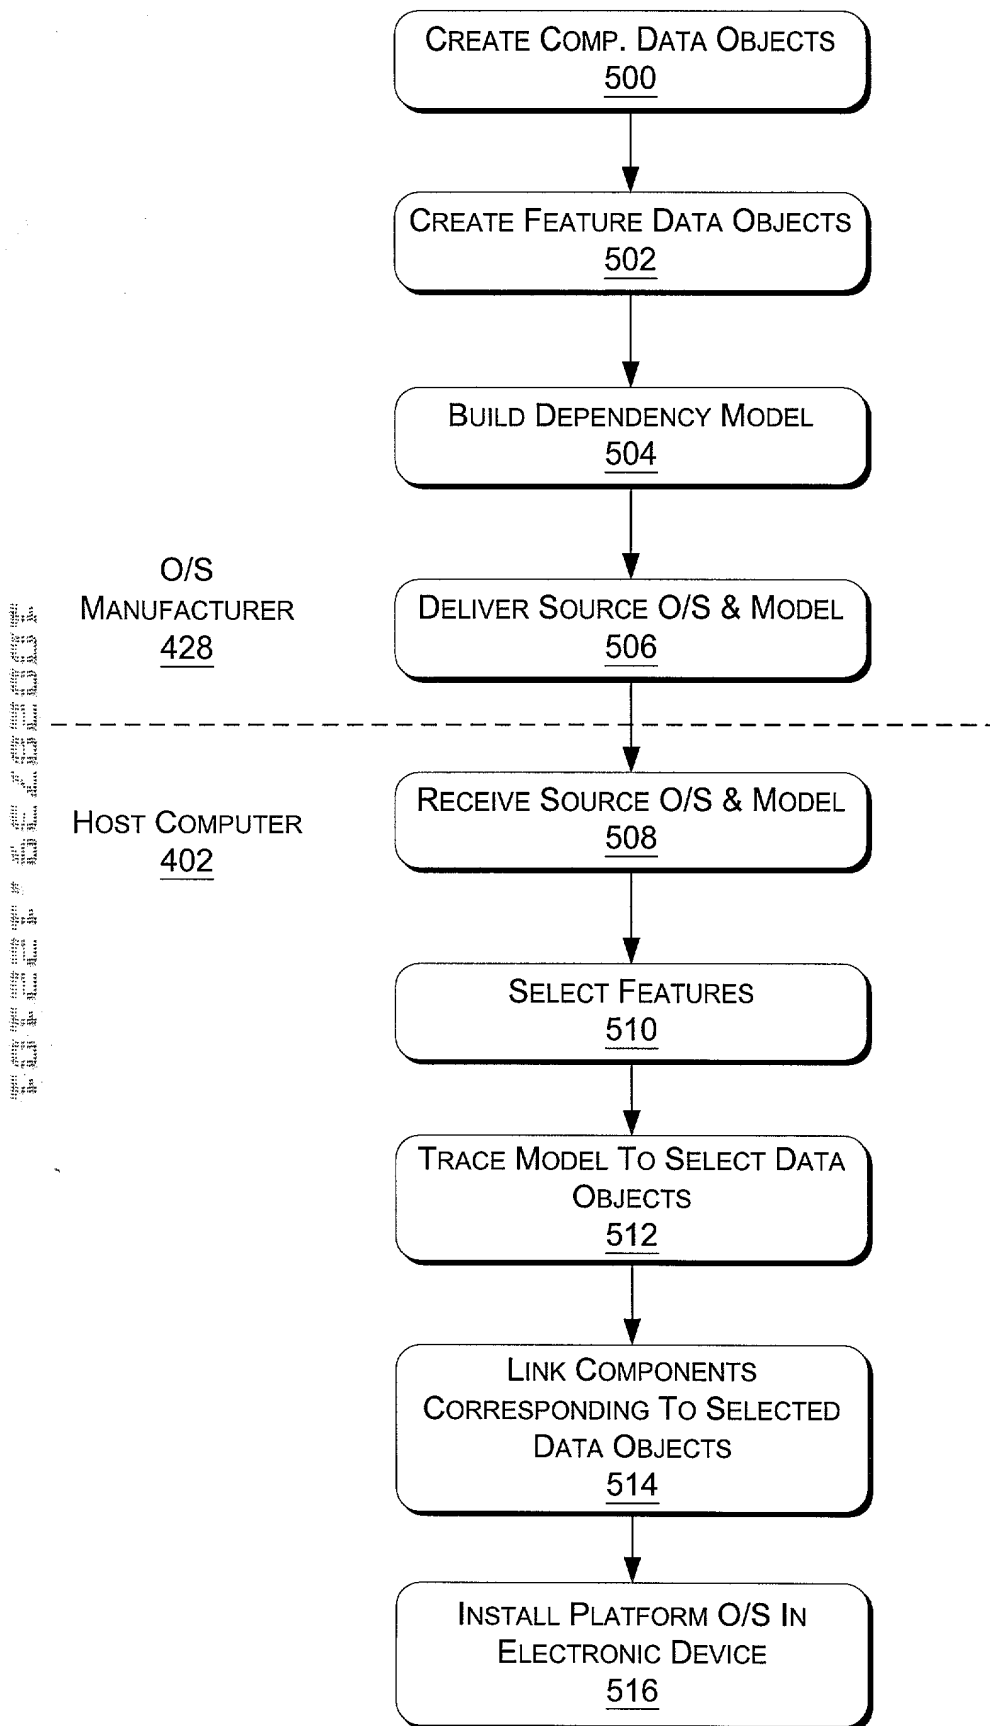 CREATE COMP. DATA OBJECTS
500
CREATE FEATURE DATA OBJECTS
502
BUILD DEPENDENCY MODEL
504
O/S
MANUFACTURER
428
DELIVER SOURCE O/S & MODEL
506
RECEIVE SOURCE O/S & MODEL
508
HOST COMPUTER
402
SELECT FEATURES
510
TRACE MODEL TO SELECT DATA
OBJECTS
512
LINK COMPONENTS
CORRESPONDING TO SELECTED
DATA OBJECTS
514
INSTALL PLATFORM O/S IN
ELECTRONIC DEVICE
516